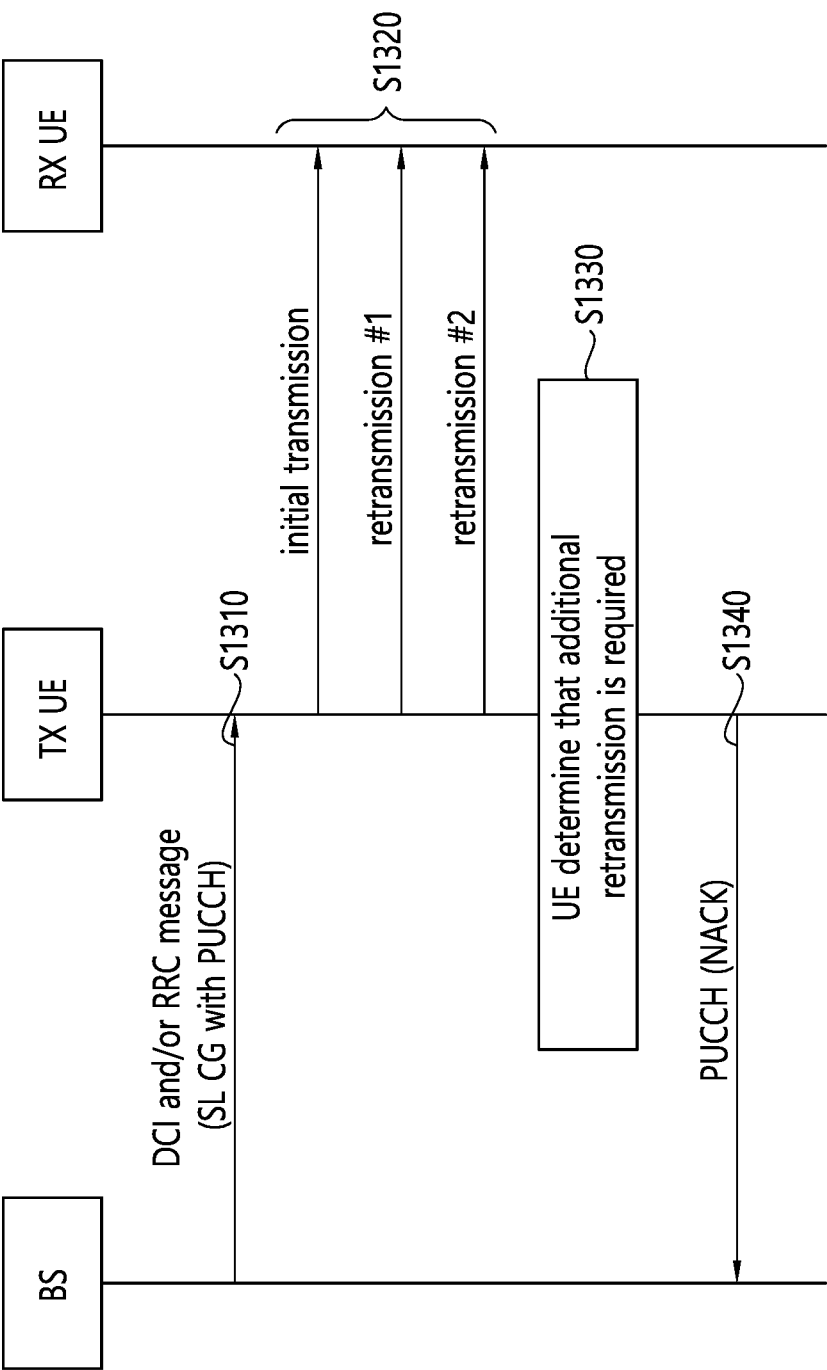 BS
TX UE
RX UE
DCI and/or RRC message
(SL CG with PUCCH)
S1310
initial transmission
retransmission #1
retransmission #2
S1320
UE determine that additional
retransmission is required
S1330
PUCCH (NACK)
S1340